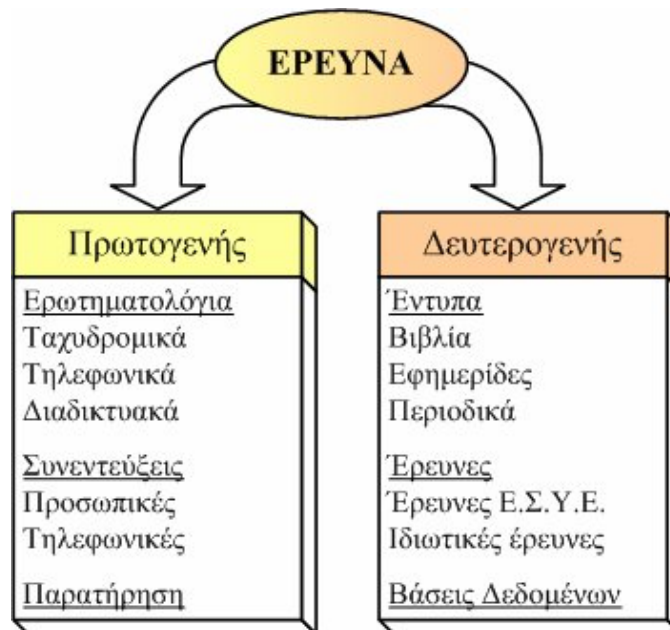 ΕΡΕΥΝΑ
Πρωτογενής
Ερωτηματολόγια
Ταχυδρομικά
Τηλεφωνικά
Διαδικτυακά
Συνεντεύξεις
Προσωπικές
Τηλεφωνικές
Παρατήρηση
Δευτερογενής
Έντυπα
Βιβλία
Εφημερίδες
Περιοδικά
Έρευνες
Έρευνες Ε.Σ.Υ.Ε.
Ιδιωτικές έρευνες
Βάσεις Δεδομένων